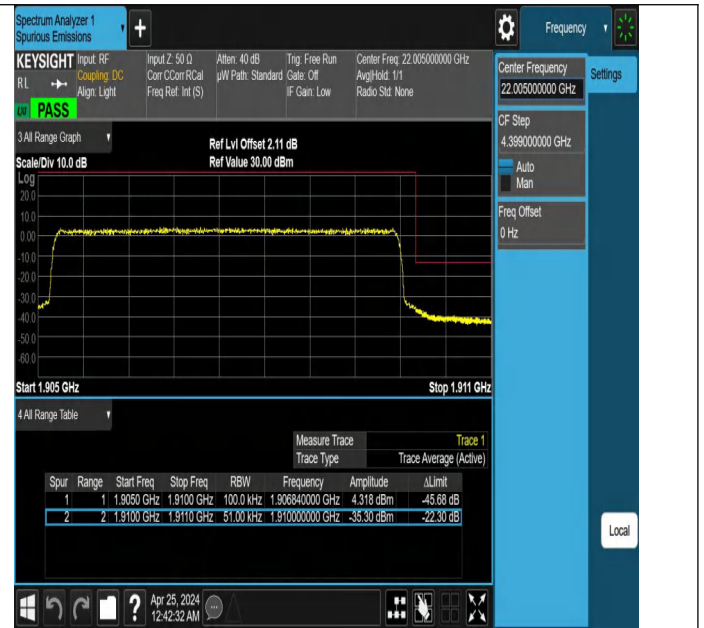 Spectrum Analyzer 1
Spurious Emissions
Frequency
KEYSIGHT
RL
LXI
PASS
Input: RF
Coupling: DC
Align: Light
Input Z: 50 Ω
Corr CCorr RCal
Freq Ref: Int (S)
Atten: 40 dB
µW Path: Standard
Trig: Free Run
Gate: Off
IF Gain: Low
Center Freq: 22.005000000 GHz
Avg|Hold: 1/1
Radio Std: None
Center Frequency
22.005000000 GHz
Settings
CF Step
4.399000000 GHz
Auto
Man
Freq Offset
0 Hz
3 All Range Graph
Ref Lvl Offset 2.11 dB
Scale/Div 10.0 dB
Ref Value 30.00 dBm
Log
20.0
10.0
0.00
-10.0
-20.0
-30.0
-40.0
-50.0
-60.0
Start 1.905 GHz
Stop 1.911 GHz
4 All Range Table
Measure Trace Trace 1
Trace Type Trace Average (Active)
Spur Range Start Freq Stop Freq RBW Frequency Amplitude ΔLimit
1 1 1.9050 GHz 1.9100 GHz 100.0 kHz 1.906840000 GHz 4.318 dBm -45.68 dB
2 2 1.9100 GHz 1.9110 GHz 51.00 kHz 1.910000000 GHz -35.30 dBm -22.30 dB
Local
?
Apr 25, 2024
12:42:32 AM